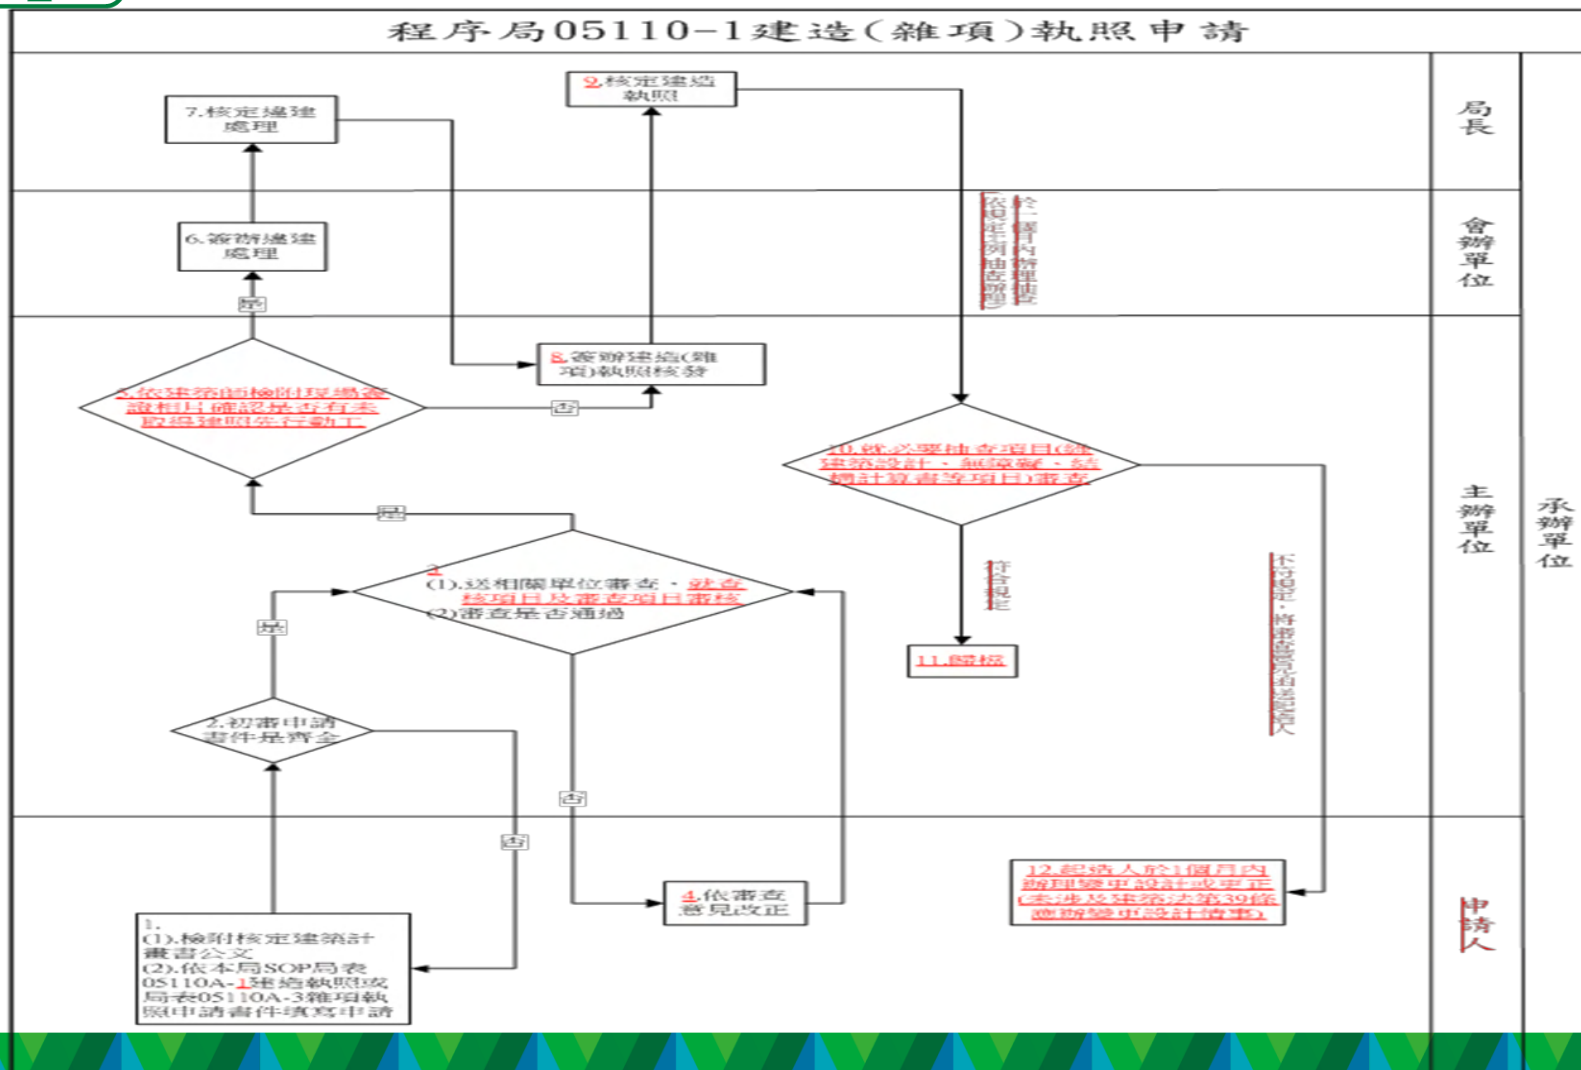 程序局05110-1建造(雜項)執照申請
局長
會辦單位
主辦單位
承辦單位
申請人
7.核定違建
處理
9.核定建造
執照
6.簽辦違建
處理
是
於一個月內辦理抽查
(依規定比例抽查辦理)
8.簽辦建造(雜
項)執照核發
5.依建築師檢附現場簽
證相片確認是否有未
取得建照先行動工
否
10.就必要抽查項目(綠
建築設計、無障礙、結
構計算書等項目)審查
是
3
(1).送相關單位審查，就查
核項目及審查項目審核
(2)審查是否通過
是
符合規定
不符規定，將審查意見函送起造人
11.歸檔
2.初審申請
書件是齊全
否
否
4.依審查
意見改正
12.起造人於1個月內
辦理變更設計或更正
(未涉及建築法第39條
應辦變更設計情事)
1.
(1).檢附核定建築計
畫書公文
(2).依本局SOP局表
05110A-1建造執照或
局表05110A-3雜項執
照申請書件填寫申請